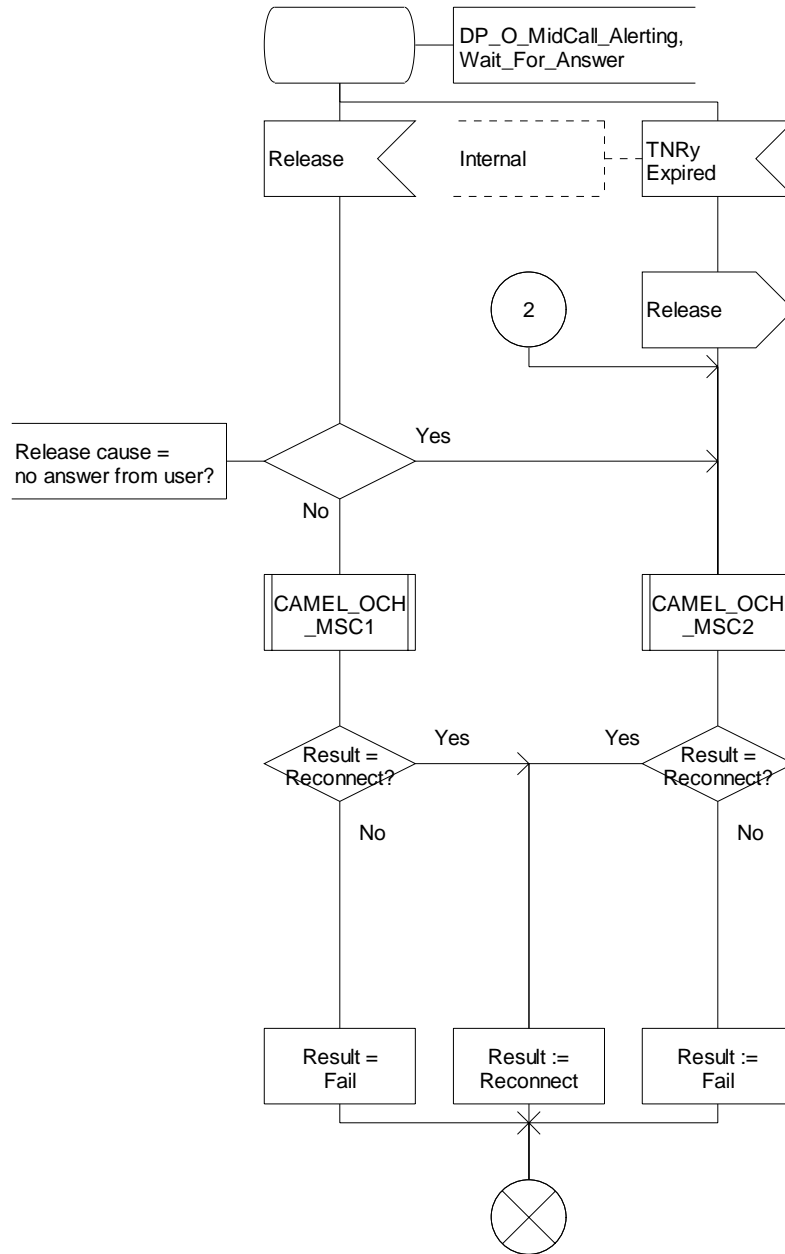 DP_O_MidCall_Alerting,
Wait_For_Answer
Release
Internal
TNRy
Expired
2
Release
Release cause =
no answer from user?
Yes
No
CAMEL_OCH
_MSC1
CAMEL_OCH
_MSC2
Result =
Reconnect?
Yes
Yes
Result =
Reconnect?
No
No
Result =
Fail
Result :=
Reconnect
Result :=
Fail